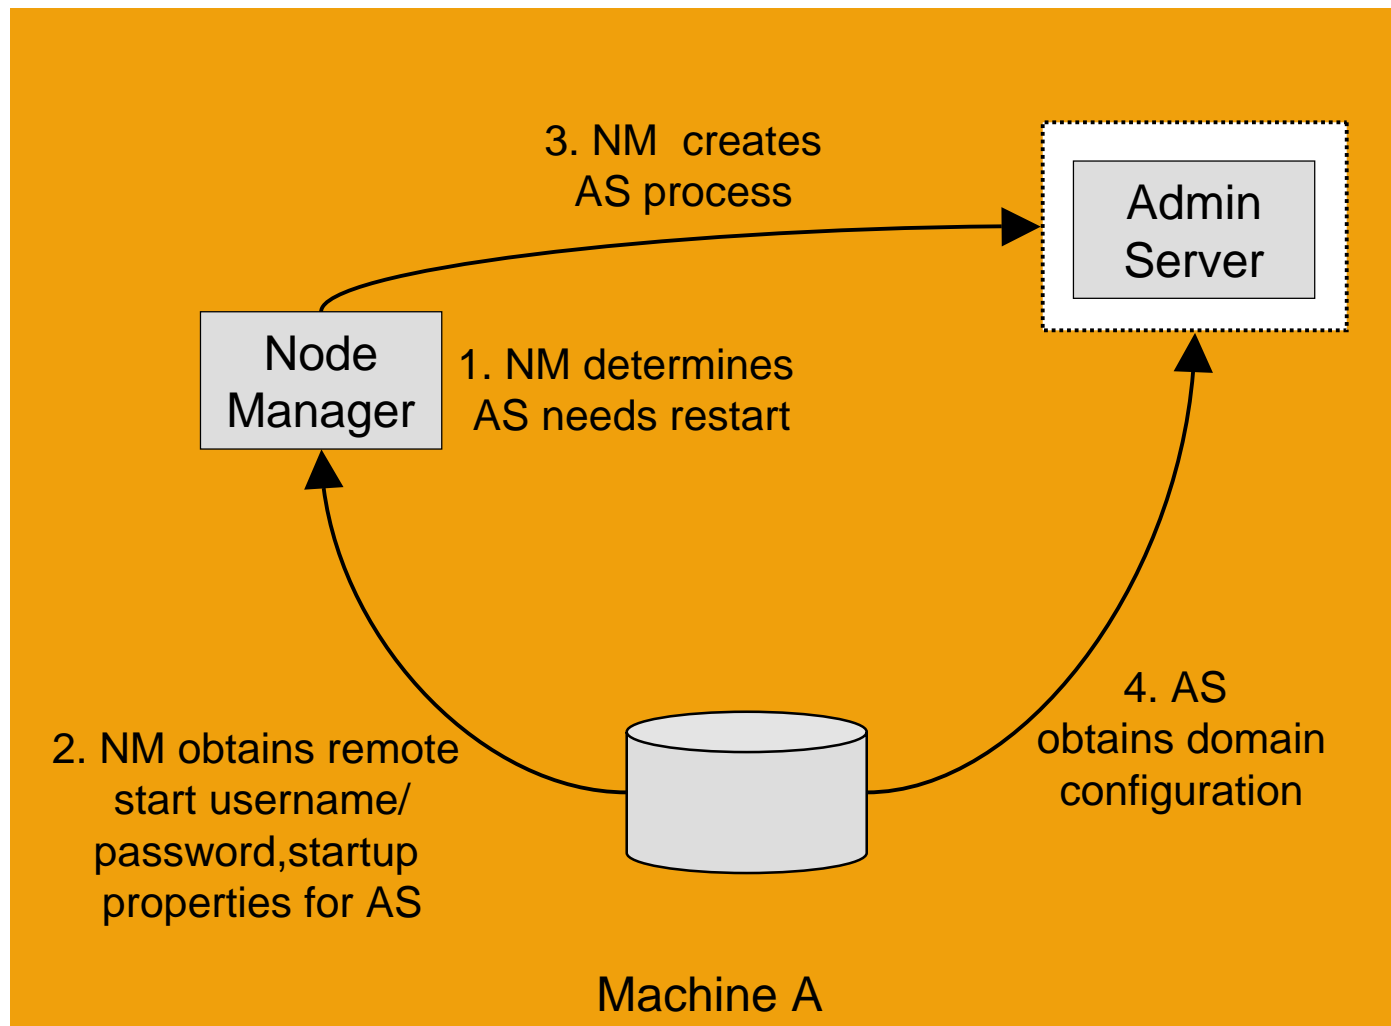 3. NM creates
AS process
Admin
Server
Node
Manager
1. NM determines
AS needs restart
2. NM obtains remote
start username/
password,startup
properties for AS
4. AS
obtains domain
configuration
Machine A